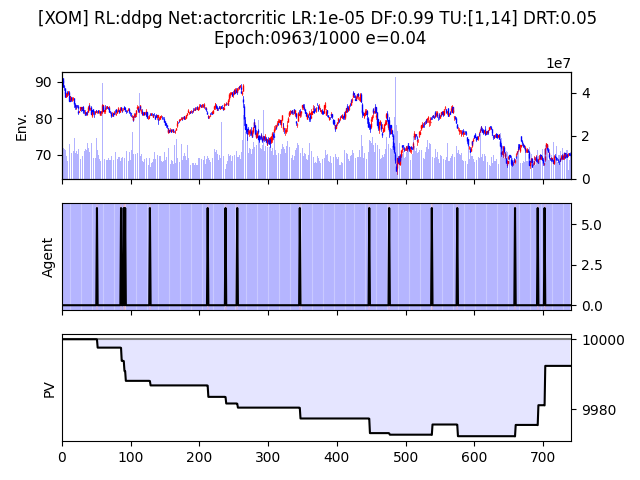 [XOM] RL:ddpg Net:actorcritic LR:1e-05 DF:0.99 TU:[1,14] DRT:0.05
Epoch:0963/1000 e=0.04
1e7
90
80
70
Env.
4
2
0
Agent
5.0
2.5
0.0
PV
10000
9980
0 100 200 300 400 500 600 700